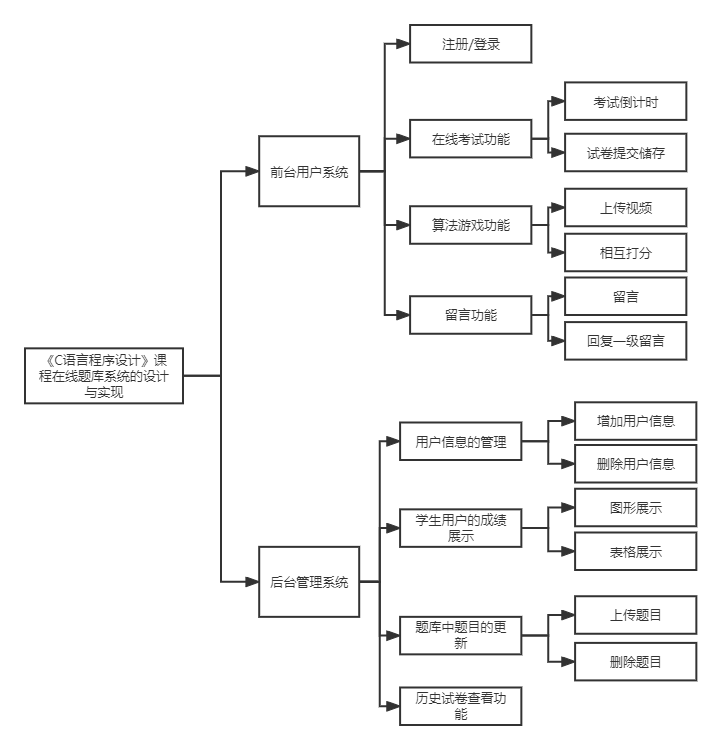 注册/登录
考试倒计时
在线考试功能
试卷提交储存
前台用户系统
上传视频
算法游戏功能
相互打分
留言
留言功能
回复一级留言
《C语言程序设计》课
程在线题库系统的设计
与实现
增加用户信息
用户信息的管理
删除用户信息
图形展示
学生用户的成绩
展示
表格展示
后台管理系统
上传题目
题库中题目的更
新
删除题目
历史试卷查看功
能